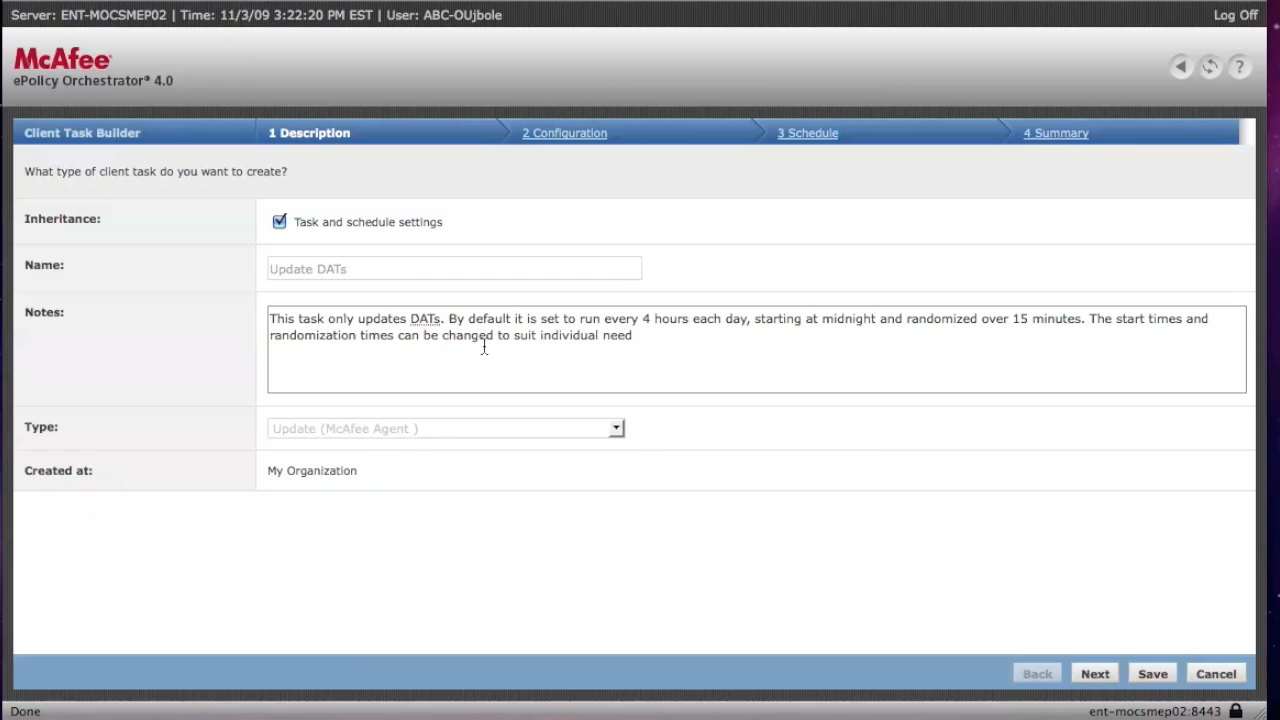 Server: ENT-MOCSMEP02 | Time: 11/3/09 3:22:20 PM EST | User: ABC-OUjbole Log Off
McAfee
ePolicy Orchestrator® 4.0
?
Client Task Builder 1 Description 2 Configuration 3 Schedule 4 Summary
What type of client task do you want to create?
Inheritance: Task and schedule settings
Name: Update DATs
Notes: This task only updates DATs. By default it is set to run every 4 hours each day, starting at midnight and randomized over 15 minutes. The start times and
randomization times can be changed to suit individual need
Type: Update (McAfee Agent )
Created at: My Organization
Back Next Save Cancel
Done ent-mocsmep02:8443